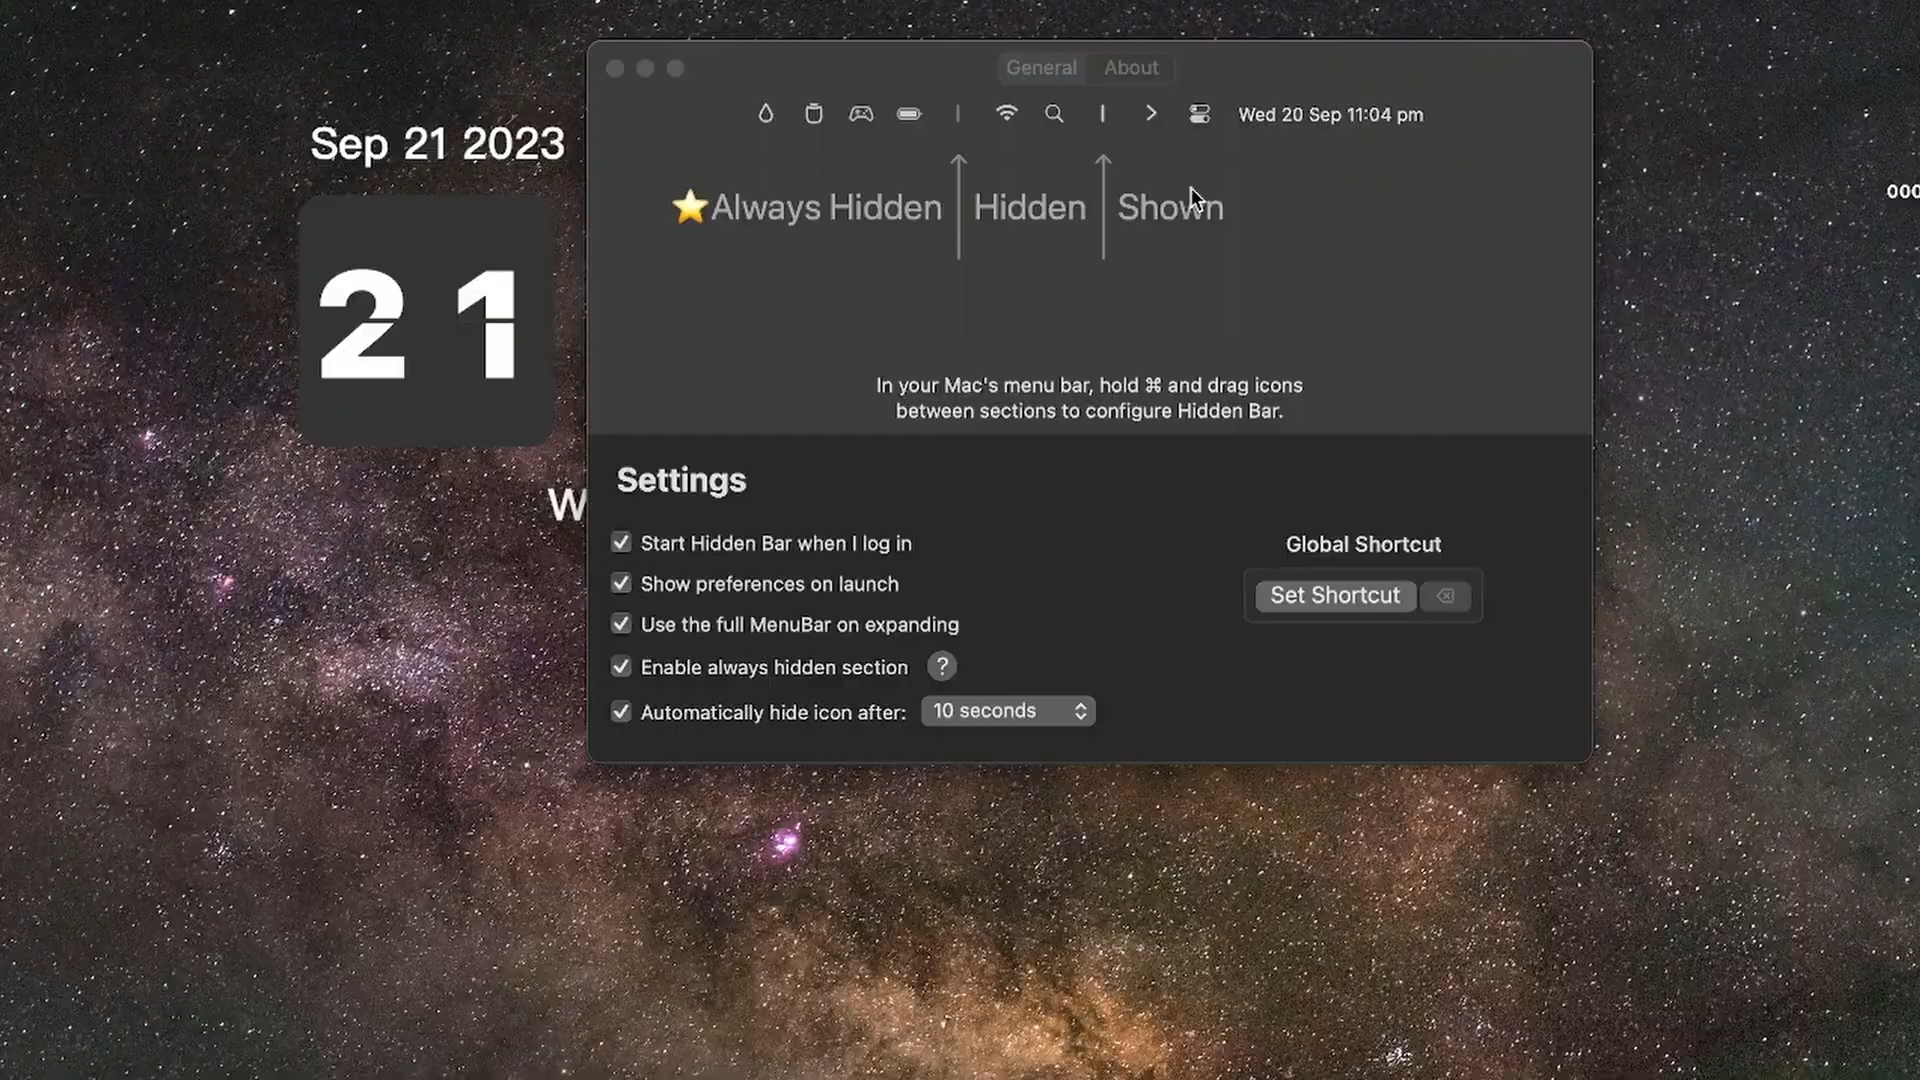 General About
Wed 20 Sep 11:04 pm
Sep 21 2023
000
⭐Always Hidden Hidden Shown
21
In your Mac's menu bar, hold ⌘ and drag icons
between sections to configure Hidden Bar.
Settings
W
Start Hidden Bar when I log in
Global Shortcut
Show preferences on launch
Set Shortcut
Use the full MenuBar on expanding
Enable always hidden section ?
Automatically hide icon after: 10 seconds